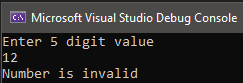 Microsoft Visual Studio Debug Console
Enter 5 digit value
12
Number is invalid